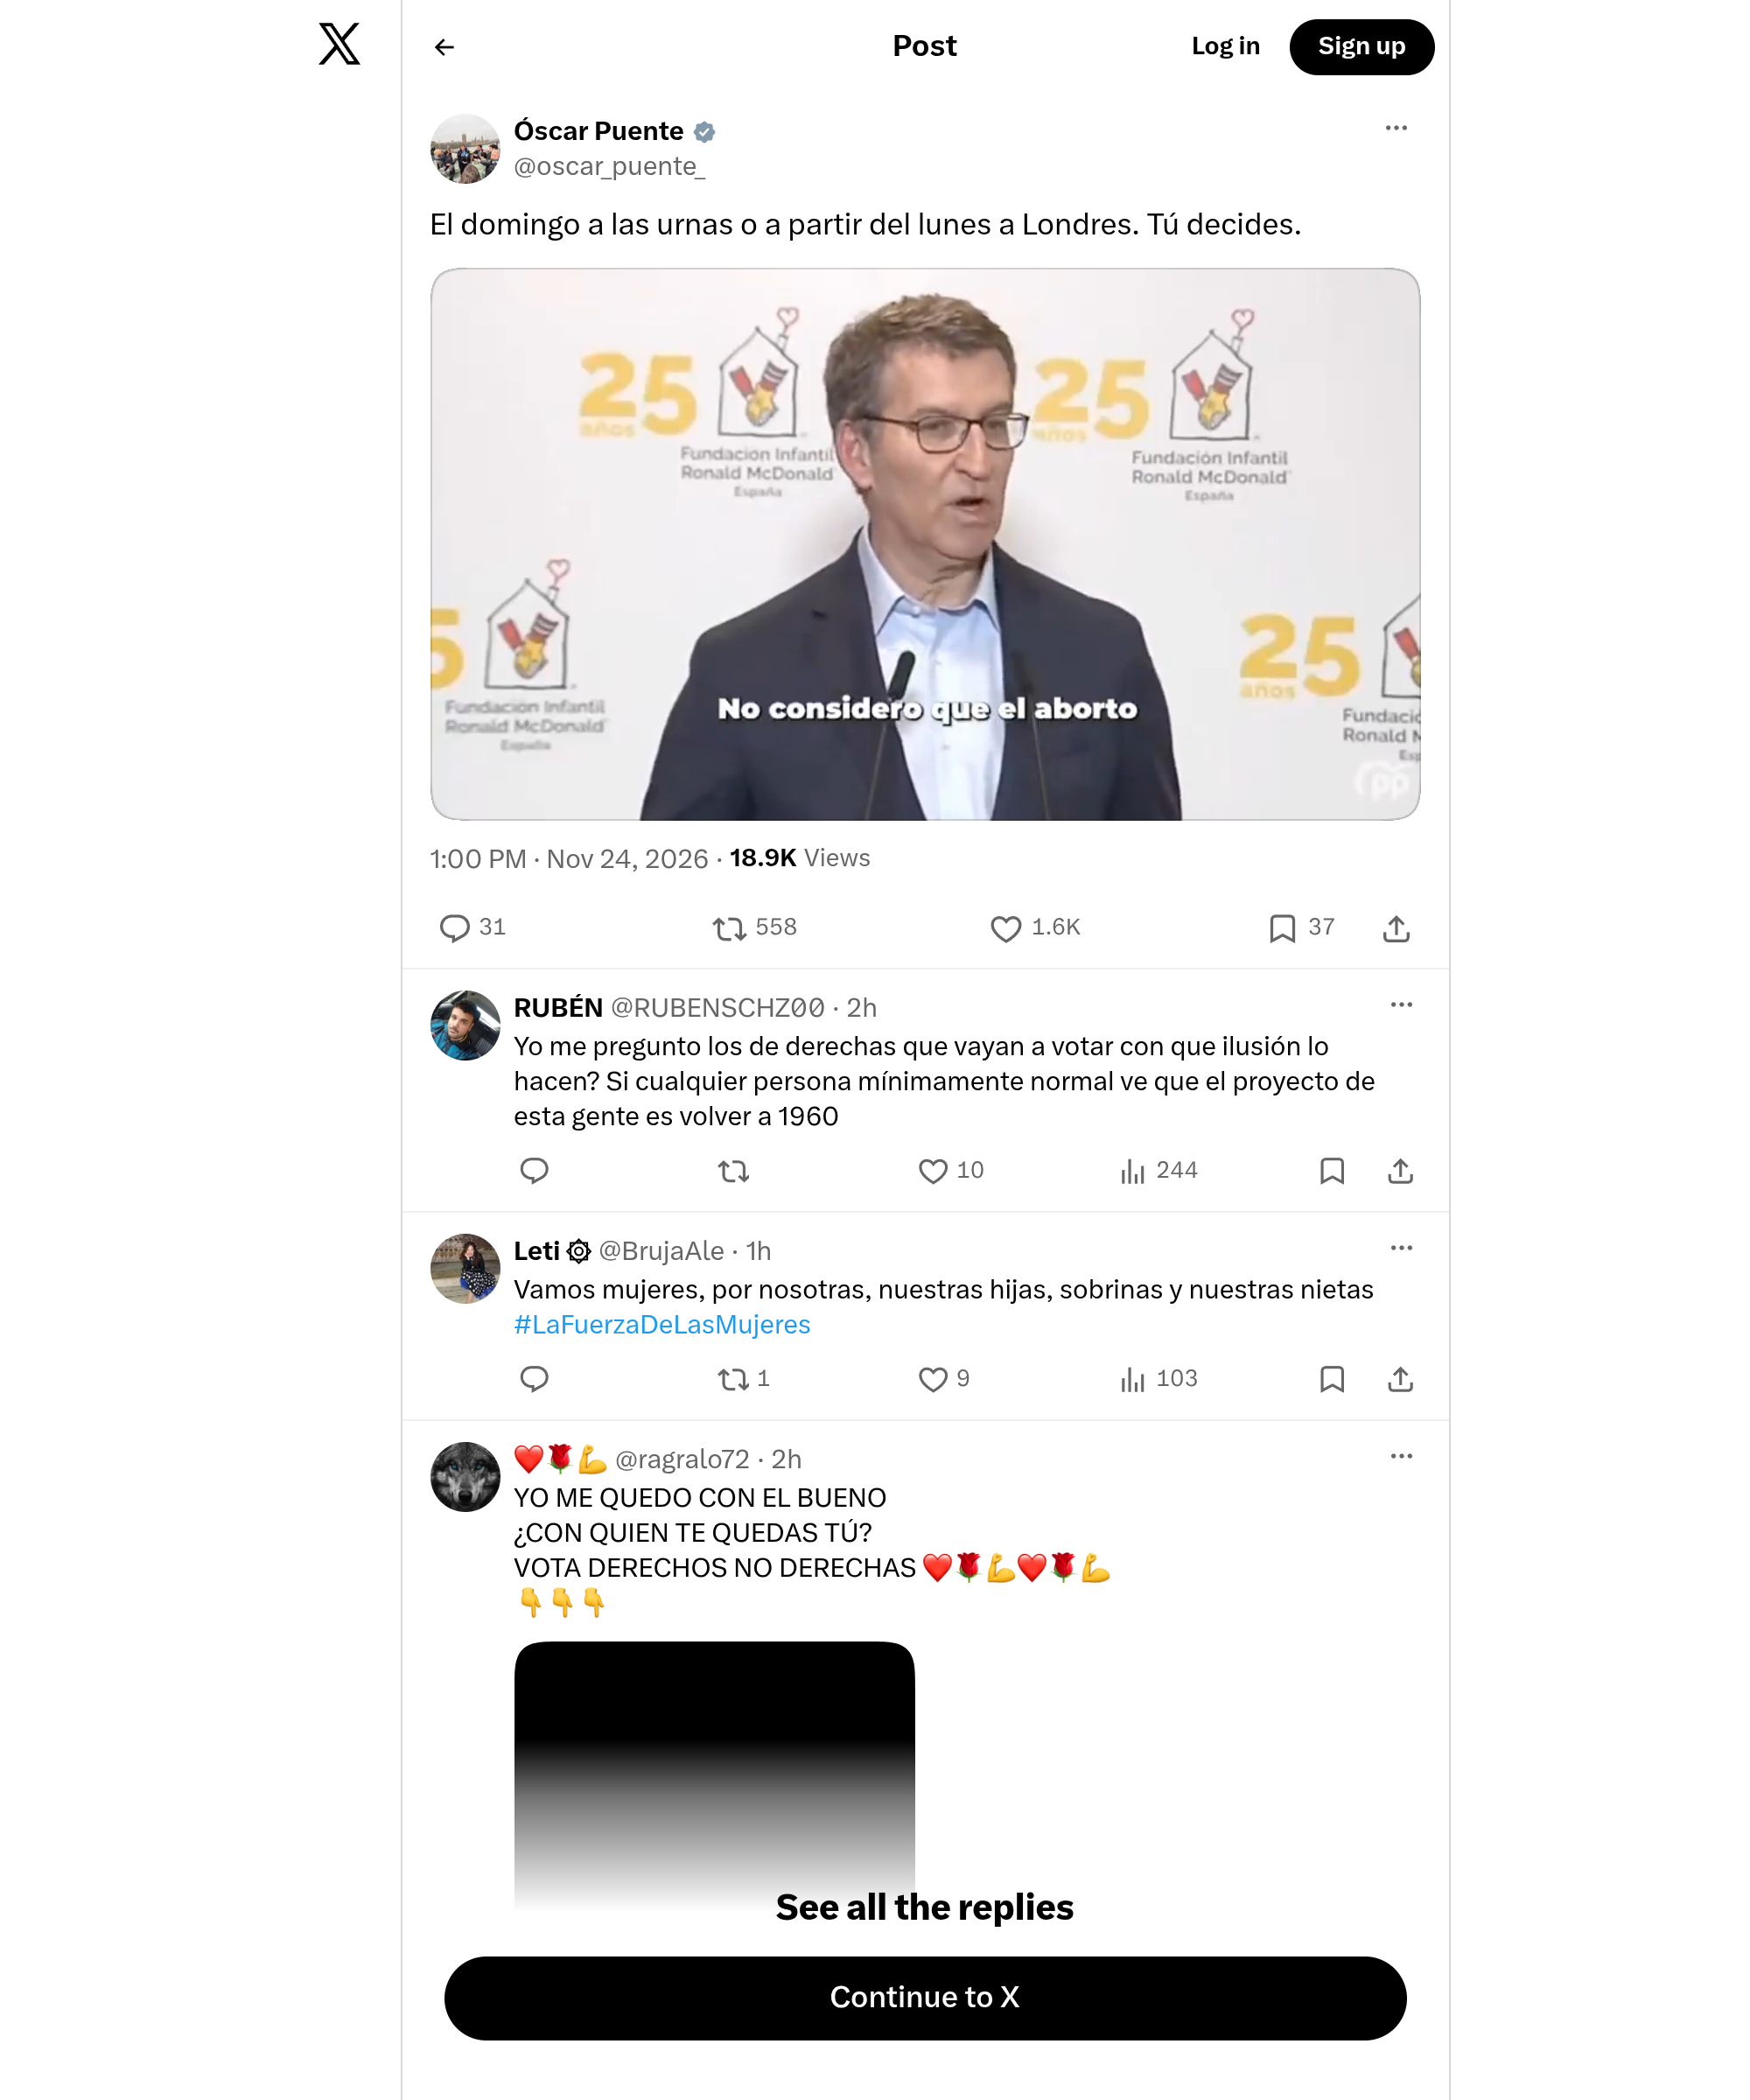 Post
Log in
Sign up
Óscar Puente
@oscar_puente_
El domingo a las urnas o a partir del lunes a Londres. Tú decides.
25 años
Fundación Infantil
Ronald McDonald
España
25 años
Fundación Infantil
Ronald McDonald
España
5
Fundación Infantil
Ronald McDonald
España
25 años
Fundació
Ronald M
Esp
No considero que el aborto
pp
1:00 PM · Nov 24, 2026 · 18.9K Views
31 558 1.6K 37
RUBÉN @RUBENSCHZ00 · 2h
Yo me pregunto los de derechas que vayan a votar con que ilusión lo
hacen? Si cualquier persona mínimamente normal ve que el proyecto de
esta gente es volver a 1960
10 244
Leti @BrujaAle · 1h
Vamos mujeres, por nosotras, nuestras hijas, sobrinas y nuestras nietas
#LaFuerzaDeLasMujeres
1 9 103
❤️🌹💪 @ragralo72 · 2h
YO ME QUEDO CON EL BUENO
¿CON QUIEN TE QUEDAS TÚ?
VOTA DERECHOS NO DERECHAS ❤️🌹💪❤️🌹💪
👇👇👇
See all the replies
Continue to X